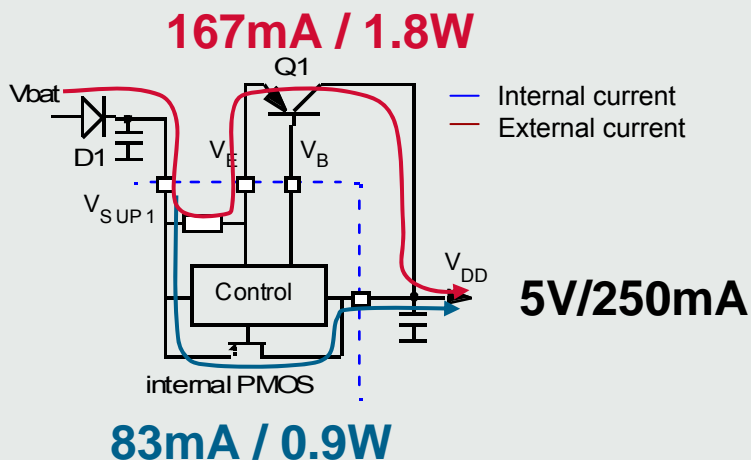 167mA / 1.8W
Q1
Vbat
Internal current
External current
D1
VE
VB
VSUP1
VDD
Control
5V/250mA
internal PMOS
83mA / 0.9W